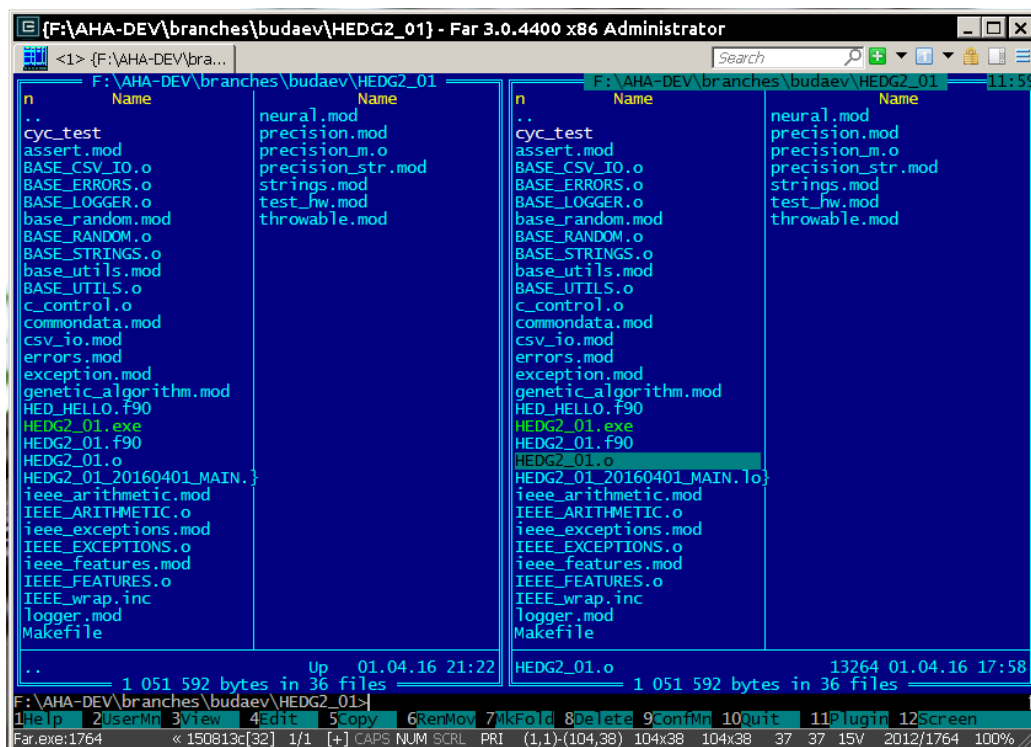 {F:\AHA-DEV\branches\budaev\HEDG2_01} - Far 3.0.4400 x86 Administrator
<1> {F:\AHA-DEV\bra... Search
F:\AHA-DEV\branches\budaev\HEDG2_01 F:\AHA-DEV\branches\budaev\HEDG2_01
n Name Name n Name Name
.. neural.mod .. neural.mod
cyc_test precision.mod cyc_test precision.mod
assert.mod precision_m.o assert.mod precision_m.o
BASE_CSV_IO.o precision_str.mod BASE_CSV_IO.o precision_str.mod
BASE_ERRORS.o strings.mod BASE_ERRORS.o strings.mod
BASE_LOGGER.o test_hw.mod BASE_LOGGER.o test_hw.mod
base_random.mod throwable.mod base_random.mod throwable.mod
BASE_RANDOM.o BASE_RANDOM.o
BASE_STRINGS.o BASE_STRINGS.o
base_utils.mod base_utils.mod
BASE_UTILS.o BASE_UTILS.o
c_control.o c_control.o
commondata.mod commondata.mod
csv_io.mod csv_io.mod
errors.mod errors.mod
exception.mod exception.mod
genetic_algorithm.mod genetic_algorithm.mod
HED_HELLO.f90 HED_HELLO.f90
HEDG2_01.exe HEDG2_01.exe
HEDG2_01.f90 HEDG2_01.f90
HEDG2_01.o HEDG2_01.o
HEDG2_01_20160401_MAIN.} HEDG2_01_20160401_MAIN.lo}
ieee_arithmetic.mod ieee_arithmetic.mod
IEEE_ARITHMETIC.o IEEE_ARITHMETIC.o
ieee_exceptions.mod ieee_exceptions.mod
IEEE_EXCEPTIONS.o IEEE_EXCEPTIONS.o
ieee_features.mod ieee_features.mod
IEEE_FEATURES.o IEEE_FEATURES.o
IEEE_wrap.inc IEEE_wrap.inc
logger.mod logger.mod
Makefile Makefile
.. Up 01.04.16 21:22 HEDG2_01.o 13264 01.04.16 17:58
1 051 592 bytes in 36 files 1 051 592 bytes in 36 files
F:\AHA-DEV\branches\budaev\HEDG2_01>
1Help 2UserMn 3View 4Edit 5Copy 6RenMov 7MkFold 8Delete 9ConfMn 10Quit 11Plugin 12Screen
Far.exe:1764 « 150813c[32] 1/1 [+] CAPS NUM SCRL PRI (1,1)-(104,38) 104x38 104x38 37 37 15V 2012/1764 100%